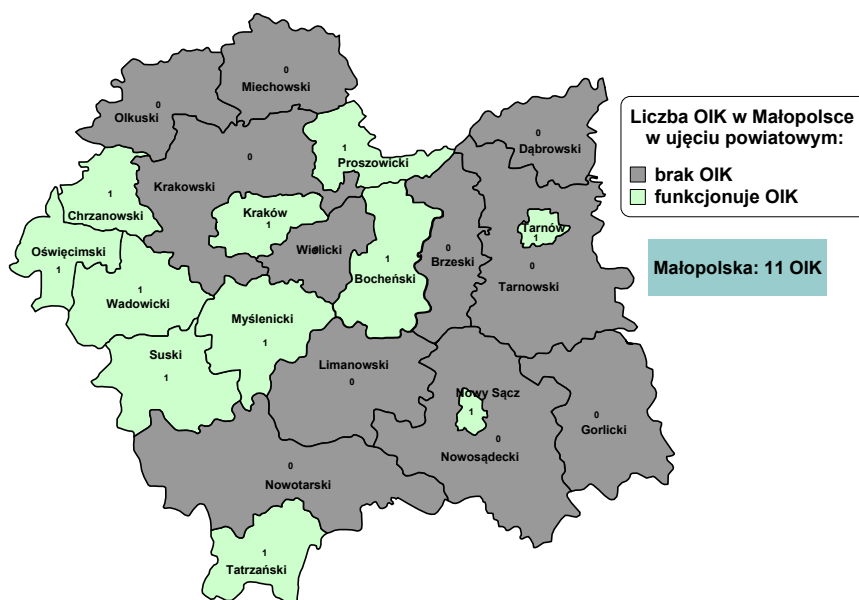 0
Miechowski
0
Olkuski
1
Proszowicki
0
Dąbrowski
0
Krakowski
1
Chrzanowski
Kraków
1
Tarnów
1
Oświęcimski
1
Wielicki
0
Brzeski
1
Bocheński
0
Tarnowski
1
Wadowicki
Myślenicki
1
Suski
1
Limanowski
0
Nowy Sącz
1
0
Gorlicki
0
Nowosądecki
0
Nowotarski
1
Tatrzański
Liczba OIK w Małopolsce
w ujęciu powiatowym:
brak OIK
funkcjonuje OIK
Małopolska: 11 OIK